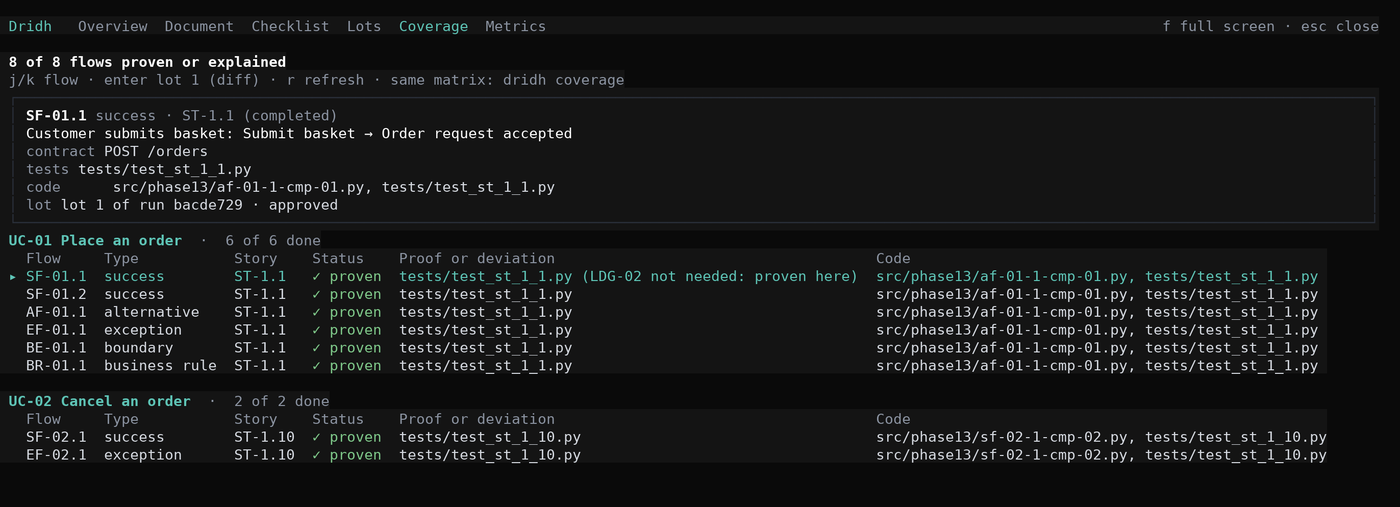 Dridh Overview Document Checklist Lots Coverage Metrics f full screen · esc close
8 of 8 flows proven or explained
j/k flow · enter lot 1 (diff) · r refresh · same matrix: dridh coverage
SF-01.1 success · ST-1.1 (completed)
Customer submits basket: Submit basket → Order request accepted
contract POST /orders
tests tests/test_st_1_1.py
code src/phase13/af-01-1-cmp-01.py, tests/test_st_1_1.py
lot lot 1 of run bacde729 · approved
UC-01 Place an order · 6 of 6 done
Flow Type Story Status Proof or deviation Code
▸ SF-01.1 success ST-1.1 ✓ proven tests/test_st_1_1.py (LDG-02 not needed: proven here) src/phase13/af-01-1-cmp-01.py, tests/test_st_1_1.py
SF-01.2 success ST-1.1 ✓ proven tests/test_st_1_1.py src/phase13/af-01-1-cmp-01.py, tests/test_st_1_1.py
AF-01.1 alternative ST-1.1 ✓ proven tests/test_st_1_1.py src/phase13/af-01-1-cmp-01.py, tests/test_st_1_1.py
EF-01.1 exception ST-1.1 ✓ proven tests/test_st_1_1.py src/phase13/af-01-1-cmp-01.py, tests/test_st_1_1.py
BE-01.1 boundary ST-1.1 ✓ proven tests/test_st_1_1.py src/phase13/af-01-1-cmp-01.py, tests/test_st_1_1.py
BR-01.1 business rule ST-1.1 ✓ proven tests/test_st_1_1.py src/phase13/af-01-1-cmp-01.py, tests/test_st_1_1.py
UC-02 Cancel an order · 2 of 2 done
Flow Type Story Status Proof or deviation Code
SF-02.1 success ST-1.10 ✓ proven tests/test_st_1_10.py src/phase13/sf-02-1-cmp-02.py, tests/test_st_1_10.py
EF-02.1 exception ST-1.10 ✓ proven tests/test_st_1_10.py src/phase13/sf-02-1-cmp-02.py, tests/test_st_1_10.py